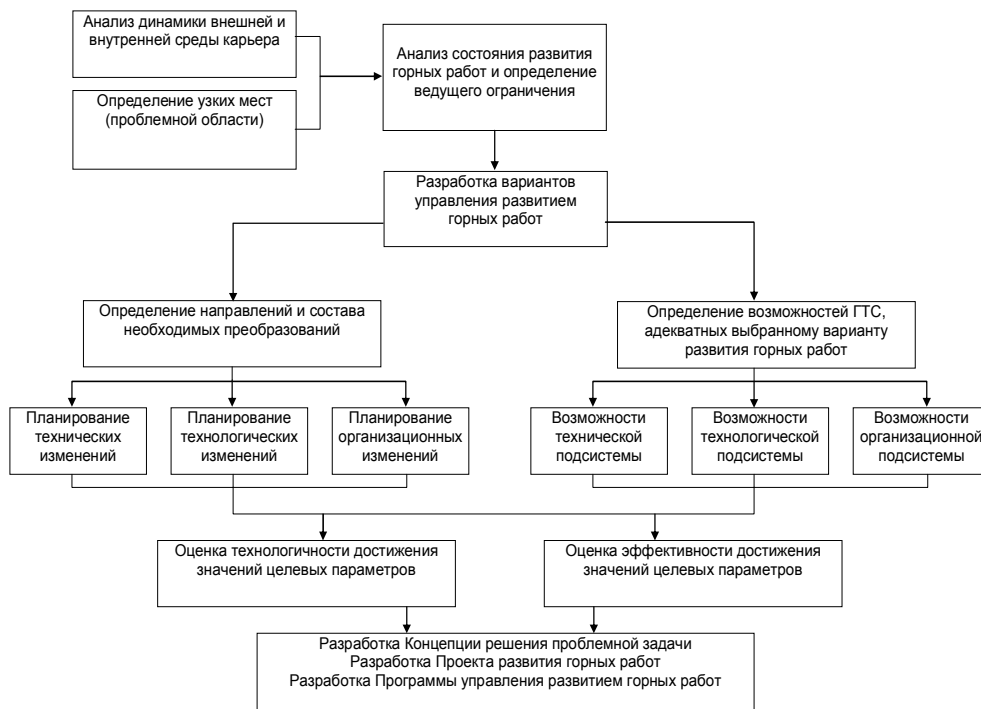 Анализ динамики внешней и
внутренней среды карьера
Определение узких мест
(проблемной области)
Анализ состояния развития
горных работ и определение
ведущего ограничения
Разработка вариантов
управления развитием
горных работ
Определение направлений и состава
необходимых преобразований
Определение возможностей ГТС,
адекватных выбранному варианту
развития горных работ
Планирование
технических
изменений
Планирование
технологических
изменений
Планирование
организационных
изменений
Возможности
технической
подсистемы
Возможности
технологической
подсистемы
Возможности
организационной
подсистемы
Оценка технологичности достижения
значений целевых параметров
Оценка эффективности достижения
значений целевых параметров
Разработка Концепции решения проблемной задачи
Разработка Проекта развития горных работ
Разработка Программы управления развитием горных работ